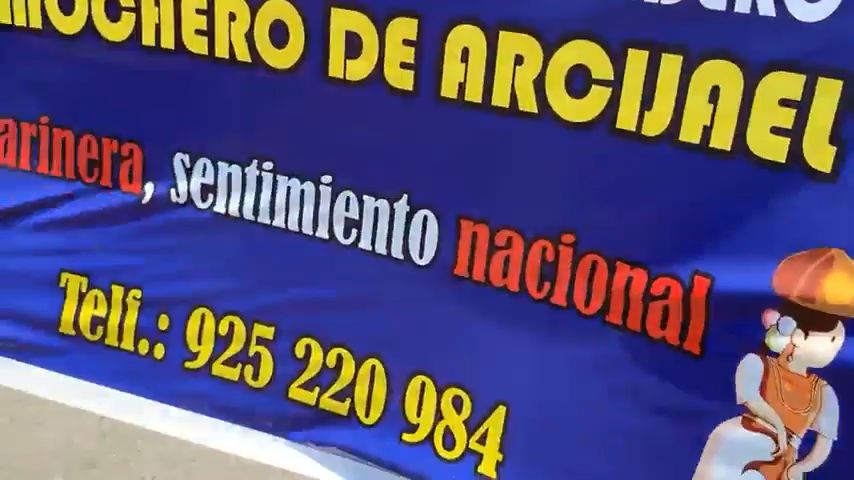 MOCHERO DE ARCIJAEL
arinera, sentimiento nacional
Telf.: 925 220 984